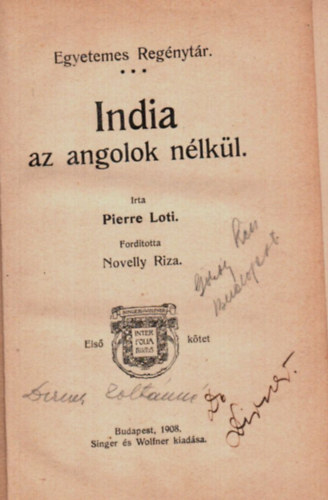 Egyetemes Regénytár.
India
az angolok nélkül.
Irta
Pierre Loti.
Fordította
Novelly Riza.
INTER
FOLIA
Első kötet
Dr
Budapest, 1908.
Singer és Wolfner kiadása.